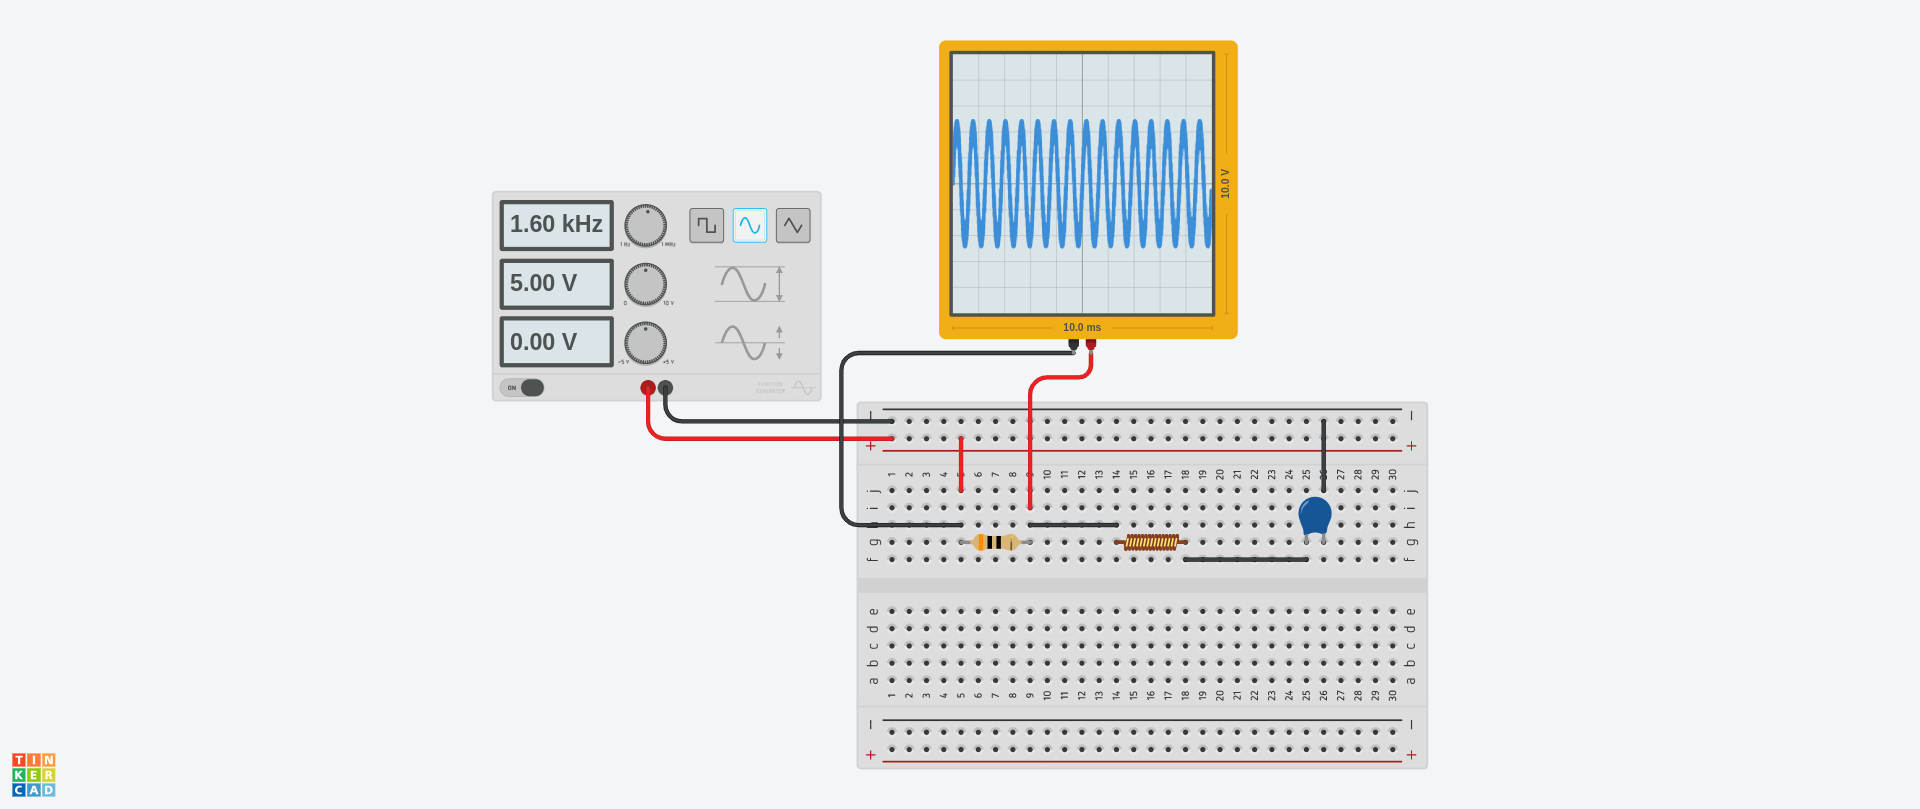 10.0 V
10.0 ms
1.60 kHz
1 Hz 1 MHz
5.00 V
0 10 V
0.00 V
-5 V +5 V
ON
FUNCTION
GENERATOR
− −
+ +
1 2 3 4 5 6 7 8 9 10 11 12 13 14 15 16 17 18 19 20 21 22 23 24 25 26 27 28 29 30
j j
i i
h h
g g
f f
e e
d d
c c
b b
a a
1 2 3 4 5 6 7 8 9 10 11 12 13 14 15 16 17 18 19 20 21 22 23 24 25 26 27 28 29 30
− −
+ +
TIN
KER
CAD